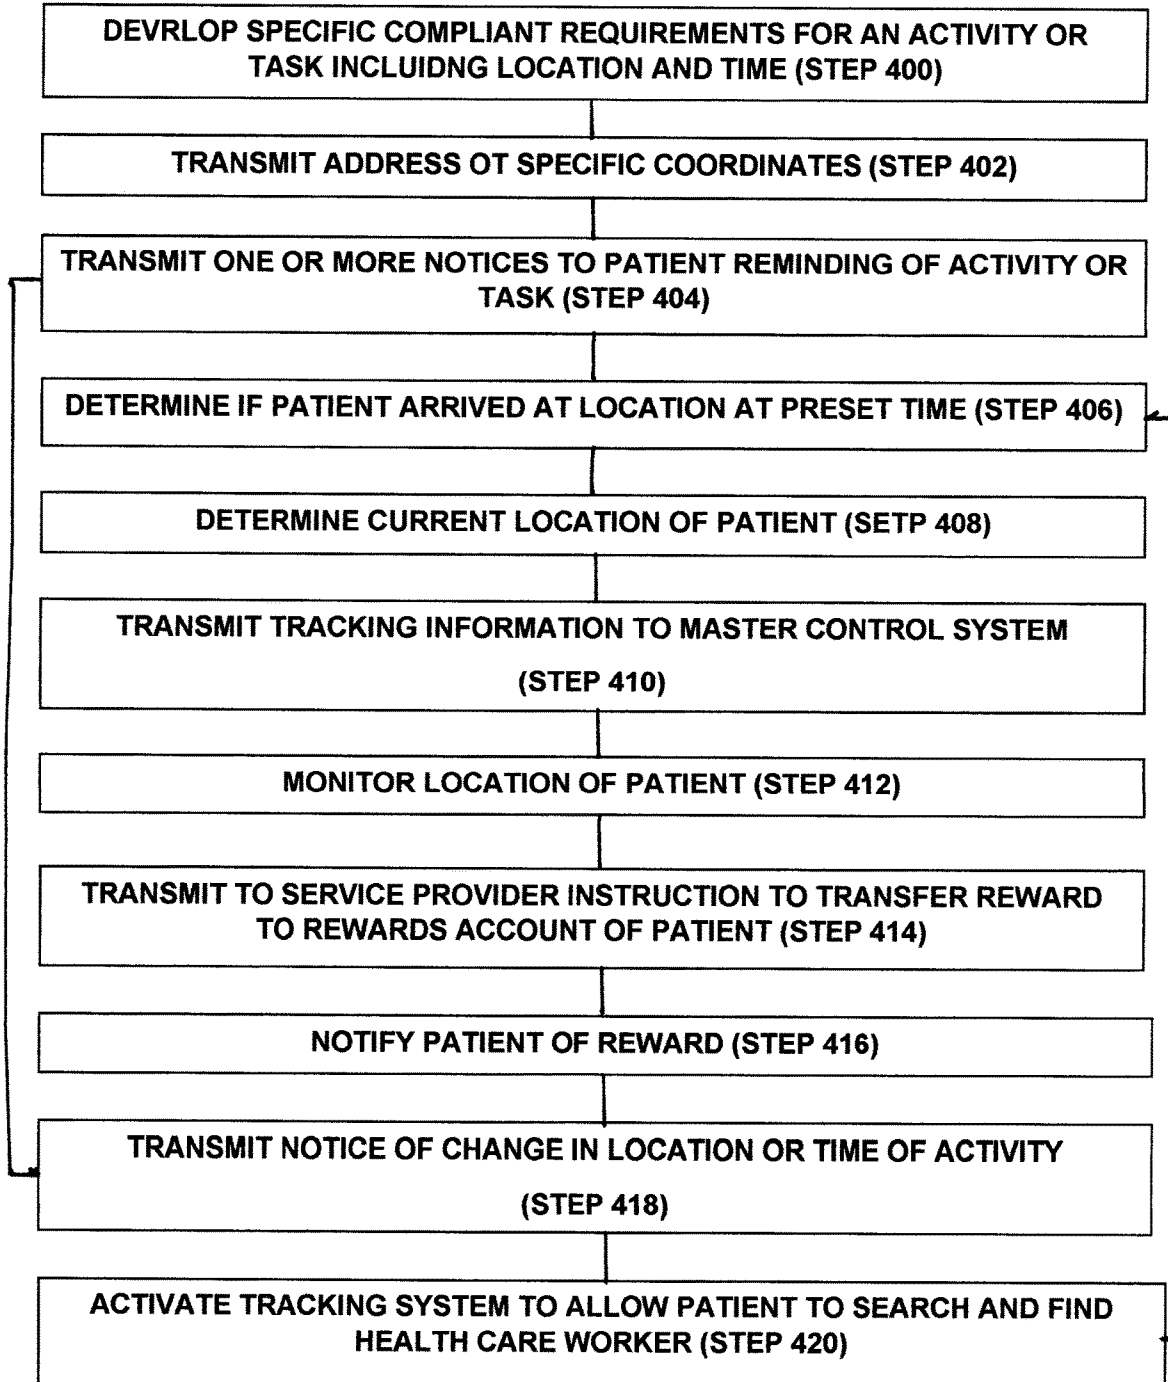 DEVRLOP SPECIFIC COMPLIANT REQUIREMENTS FOR AN ACTIVITY OR
TASK INCLUIDNG LOCATION AND TIME (STEP 400)
TRANSMIT ADDRESS OT SPECIFIC COORDINATES (STEP 402)
TRANSMIT ONE OR MORE NOTICES TO PATIENT REMINDING OF ACTIVITY OR
TASK (STEP 404)
DETERMINE IF PATIENT ARRIVED AT LOCATION AT PRESET TIME (STEP 406)
DETERMINE CURRENT LOCATION OF PATIENT (SETP 408)
TRANSMIT TRACKING INFORMATION TO MASTER CONTROL SYSTEM
(STEP 410)
MONITOR LOCATION OF PATIENT (STEP 412)
TRANSMIT TO SERVICE PROVIDER INSTRUCTION TO TRANSFER REWARD
TO REWARDS ACCOUNT OF PATIENT (STEP 414)
NOTIFY PATIENT OF REWARD (STEP 416)
TRANSMIT NOTICE OF CHANGE IN LOCATION OR TIME OF ACTIVITY
(STEP 418)
ACTIVATE TRACKING SYSTEM TO ALLOW PATIENT TO SEARCH AND FIND
HEALTH CARE WORKER (STEP 420)